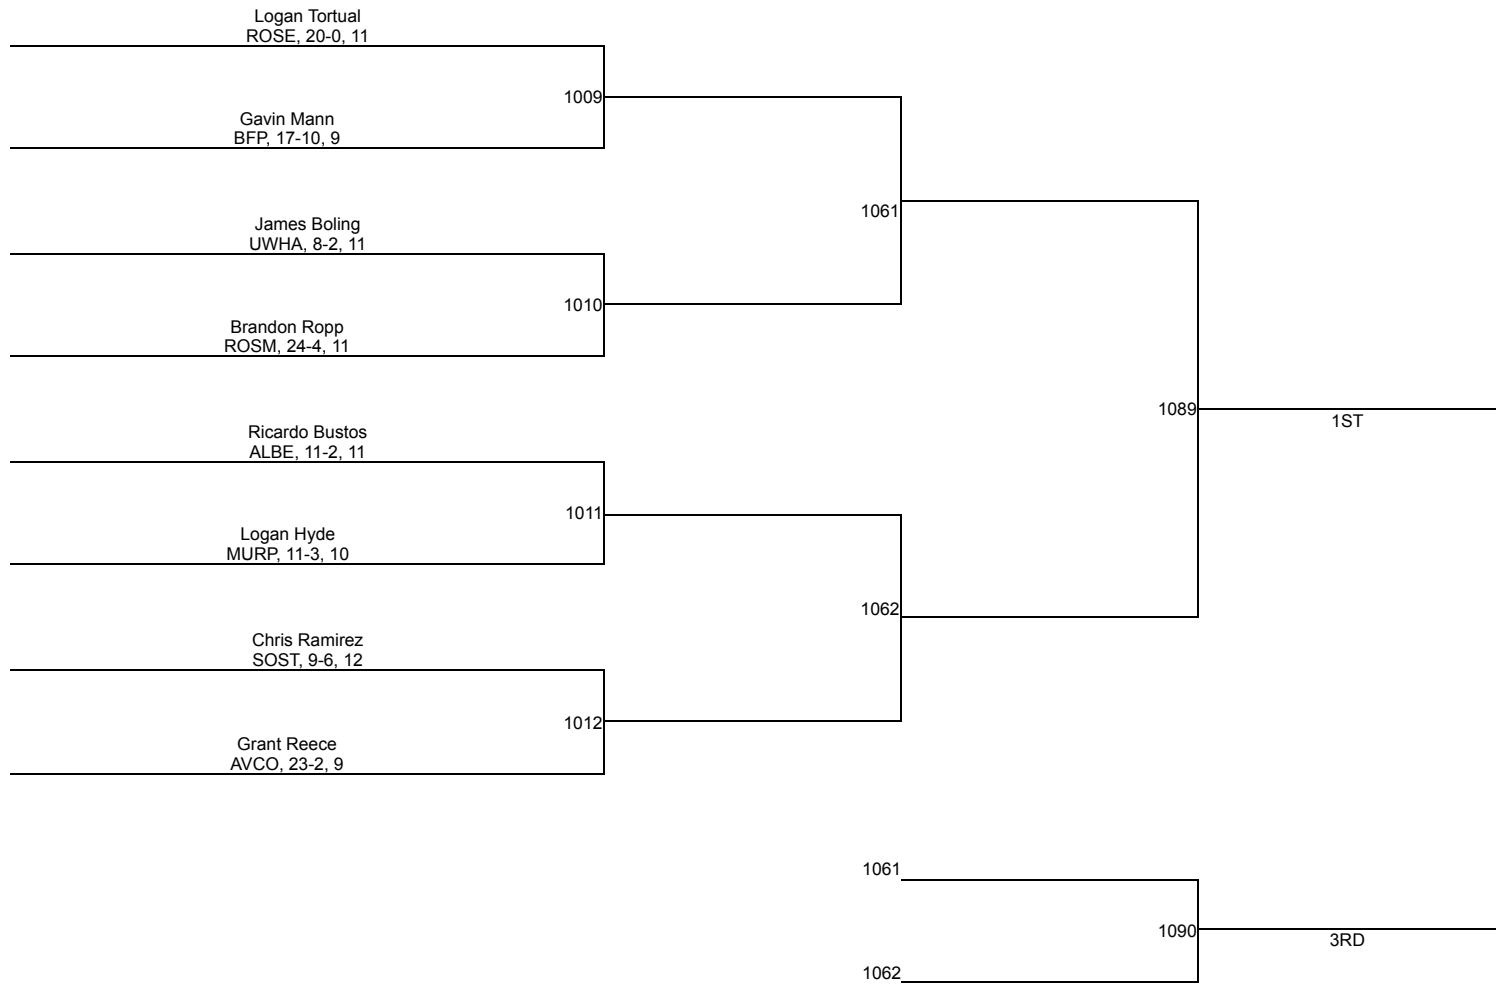 Logan Tortual
ROSE, 20-0, 11
1009
Gavin Mann
BFP, 17-10, 9
1061
James Boling
UWHA, 8-2, 11
1010
Brandon Ropp
ROSM, 24-4, 11
1089
1ST
Ricardo Bustos
ALBE, 11-2, 11
1011
Logan Hyde
MURP, 11-3, 10
1062
Chris Ramirez
SOST, 9-6, 12
1012
Grant Reece
AVCO, 23-2, 9
1061
1090
3RD
1062